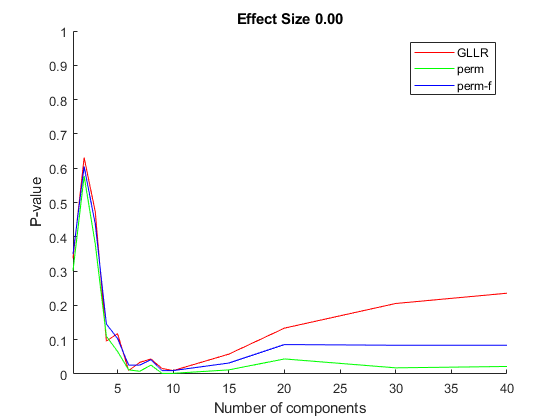 Effect Size 0.00
1
0.9
0.8
0.7
0.6
0.5
0.4
0.3
0.2
0.1
0
P-value
GLLR
perm
perm-f
5 10 15 20 25 30 35 40
Number of components